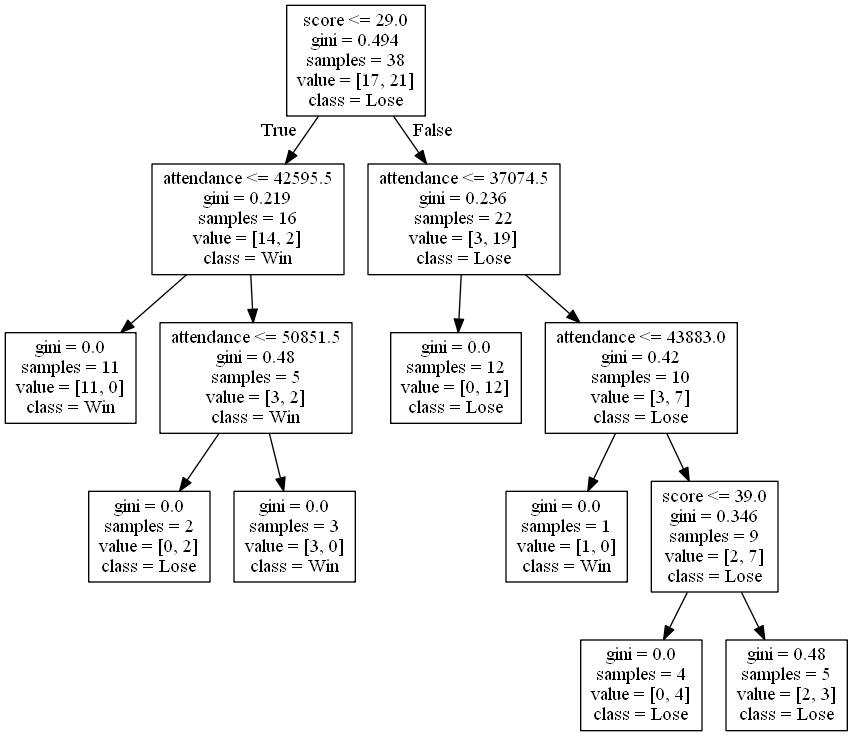 score <= 29.0
gini = 0.494
samples = 38
value = [17, 21]
class = Lose
True
False
attendance <= 42595.5
gini = 0.219
samples = 16
value = [14, 2]
class = Win
attendance <= 37074.5
gini = 0.236
samples = 22
value = [3, 19]
class = Lose
gini = 0.0
samples = 11
value = [11, 0]
class = Win
attendance <= 50851.5
gini = 0.48
samples = 5
value = [3, 2]
class = Win
gini = 0.0
samples = 12
value = [0, 12]
class = Lose
attendance <= 43883.0
gini = 0.42
samples = 10
value = [3, 7]
class = Lose
gini = 0.0
samples = 2
value = [0, 2]
class = Lose
gini = 0.0
samples = 3
value = [3, 0]
class = Win
gini = 0.0
samples = 1
value = [1, 0]
class = Win
score <= 39.0
gini = 0.346
samples = 9
value = [2, 7]
class = Lose
gini = 0.0
samples = 4
value = [0, 4]
class = Lose
gini = 0.48
samples = 5
value = [2, 3]
class = Lose